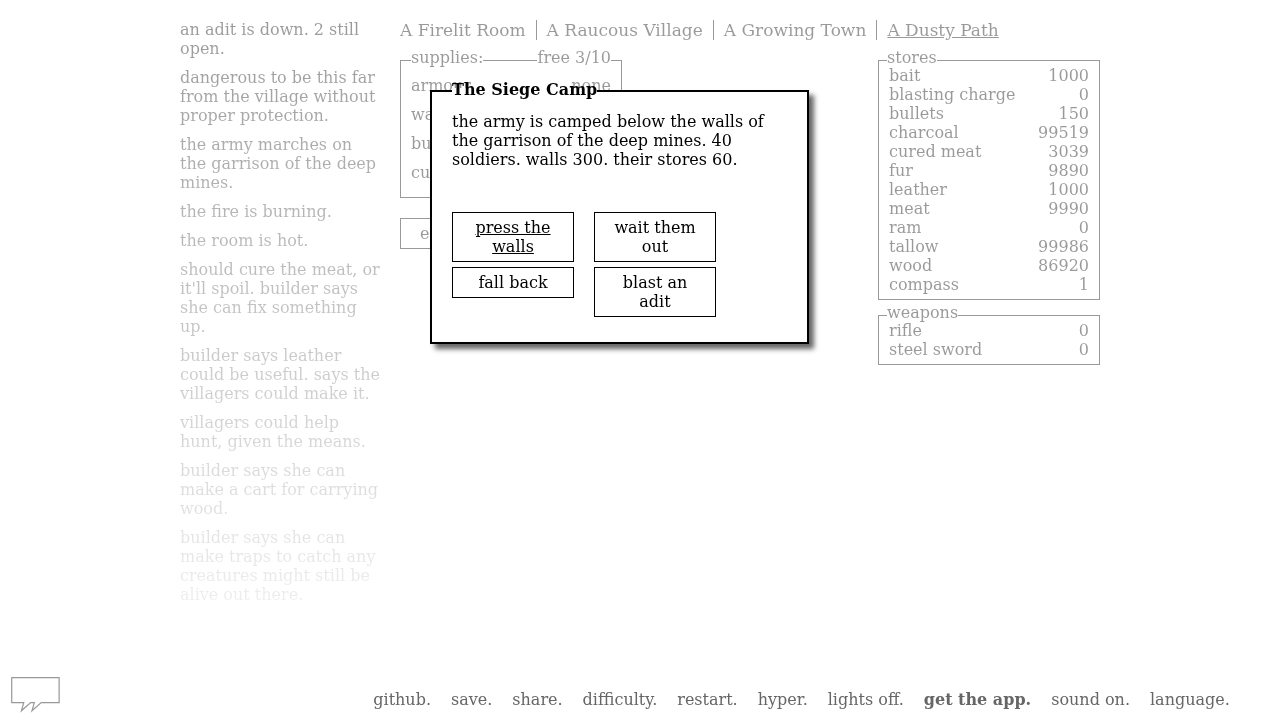 an adit is down. 2 still
open.
dangerous to be this far
from the village without
proper protection.
the army marches on
the garrison of the deep
mines.
the fire is burning.
the room is hot.
should cure the meat, or
it'll spoil. builder says
she can fix something
up.
builder says leather
could be useful. says the
villagers could make it.
villagers could help
hunt, given the means.
builder says she can
make a cart for carrying
wood.
builder says she can
make traps to catch any
creatures might still be
alive out there.
A Firelit Room | A Raucous Village | A Growing Town | A Dusty Path
supplies: free 3/10
The Siege Camp
the army is camped below the walls of
the garrison of the deep mines. 40
soldiers. walls 300. their stores 60.
press the
walls
wait them
out
fall back
blast an
adit
stores
bait 1000
blasting charge 0
bullets 150
charcoal 99519
cured meat 3039
fur 9890
leather 1000
meat 9990
ram 0
tallow 99986
wood 86920
compass 1
weapons
rifle 0
steel sword 0
github. save. share. difficulty. restart. hyper. lights off. get the app. sound on. language.